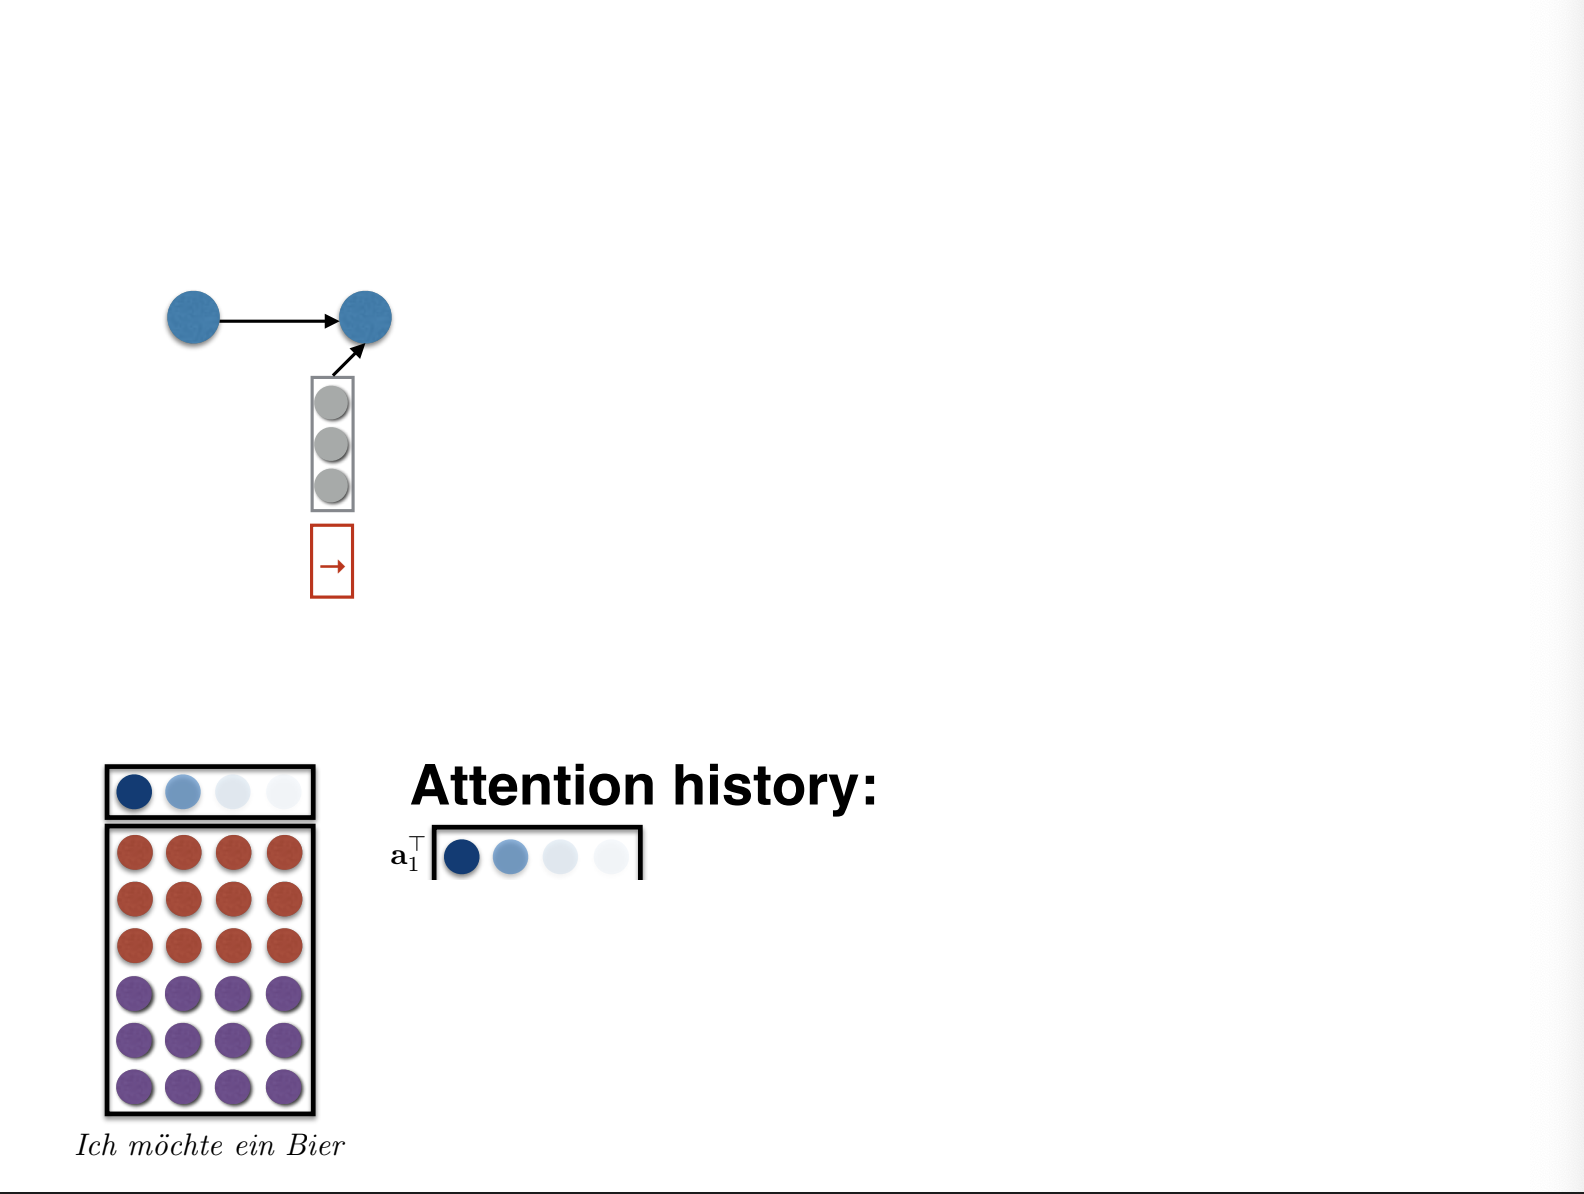 →
Attention history:
a₁⊤
Ich möchte ein Bier